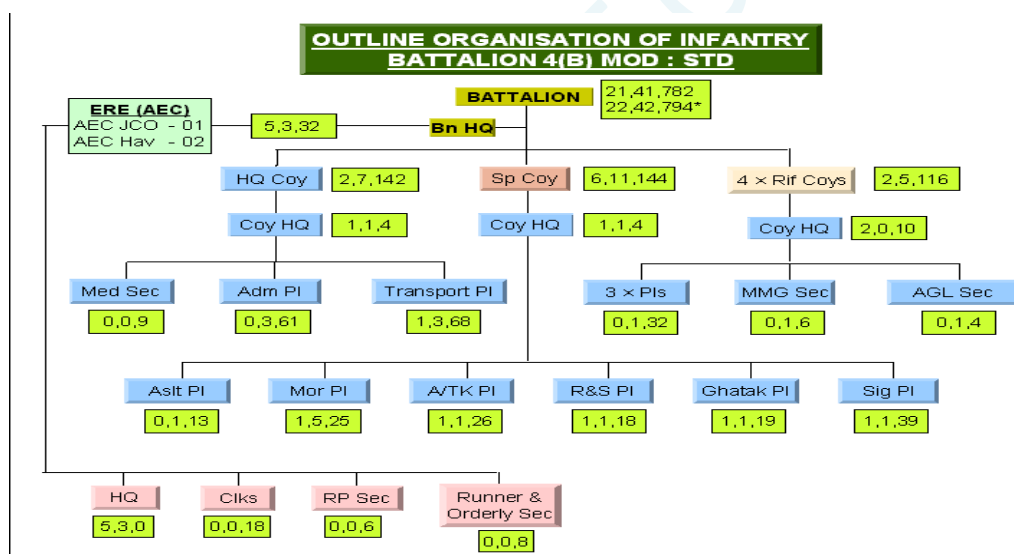 OUTLINE ORGANISATION OF INFANTRY
BATTALION 4(B) MOD : STD
BATTALION
21,41,782
22,42,794*
ERE (AEC)
AEC JCO - 01
AEC Hav - 02
5,3,32
Bn HQ
HQ Coy
2,7,142
Sp Coy
6,11,144
4 × Rif Coys
2,5,116
Coy HQ
1,1,4
Coy HQ
1,1,4
Coy HQ
2,0,10
Med Sec
Adm Pl
Transport Pl
3 × Pls
MMG Sec
AGL Sec
0,0,9
0,3,61
1,3,68
0,1,32
0,1,6
0,1,4
Aslt Pl
Mor Pl
A/TK Pl
R&S Pl
Ghatak Pl
Sig Pl
0,1,13
1,5,25
1,1,26
1,1,18
1,1,19
1,1,39
HQ
Clks
RP Sec
Runner &
Orderly Sec
5,3,0
0,0,18
0,0,6
0,0,8